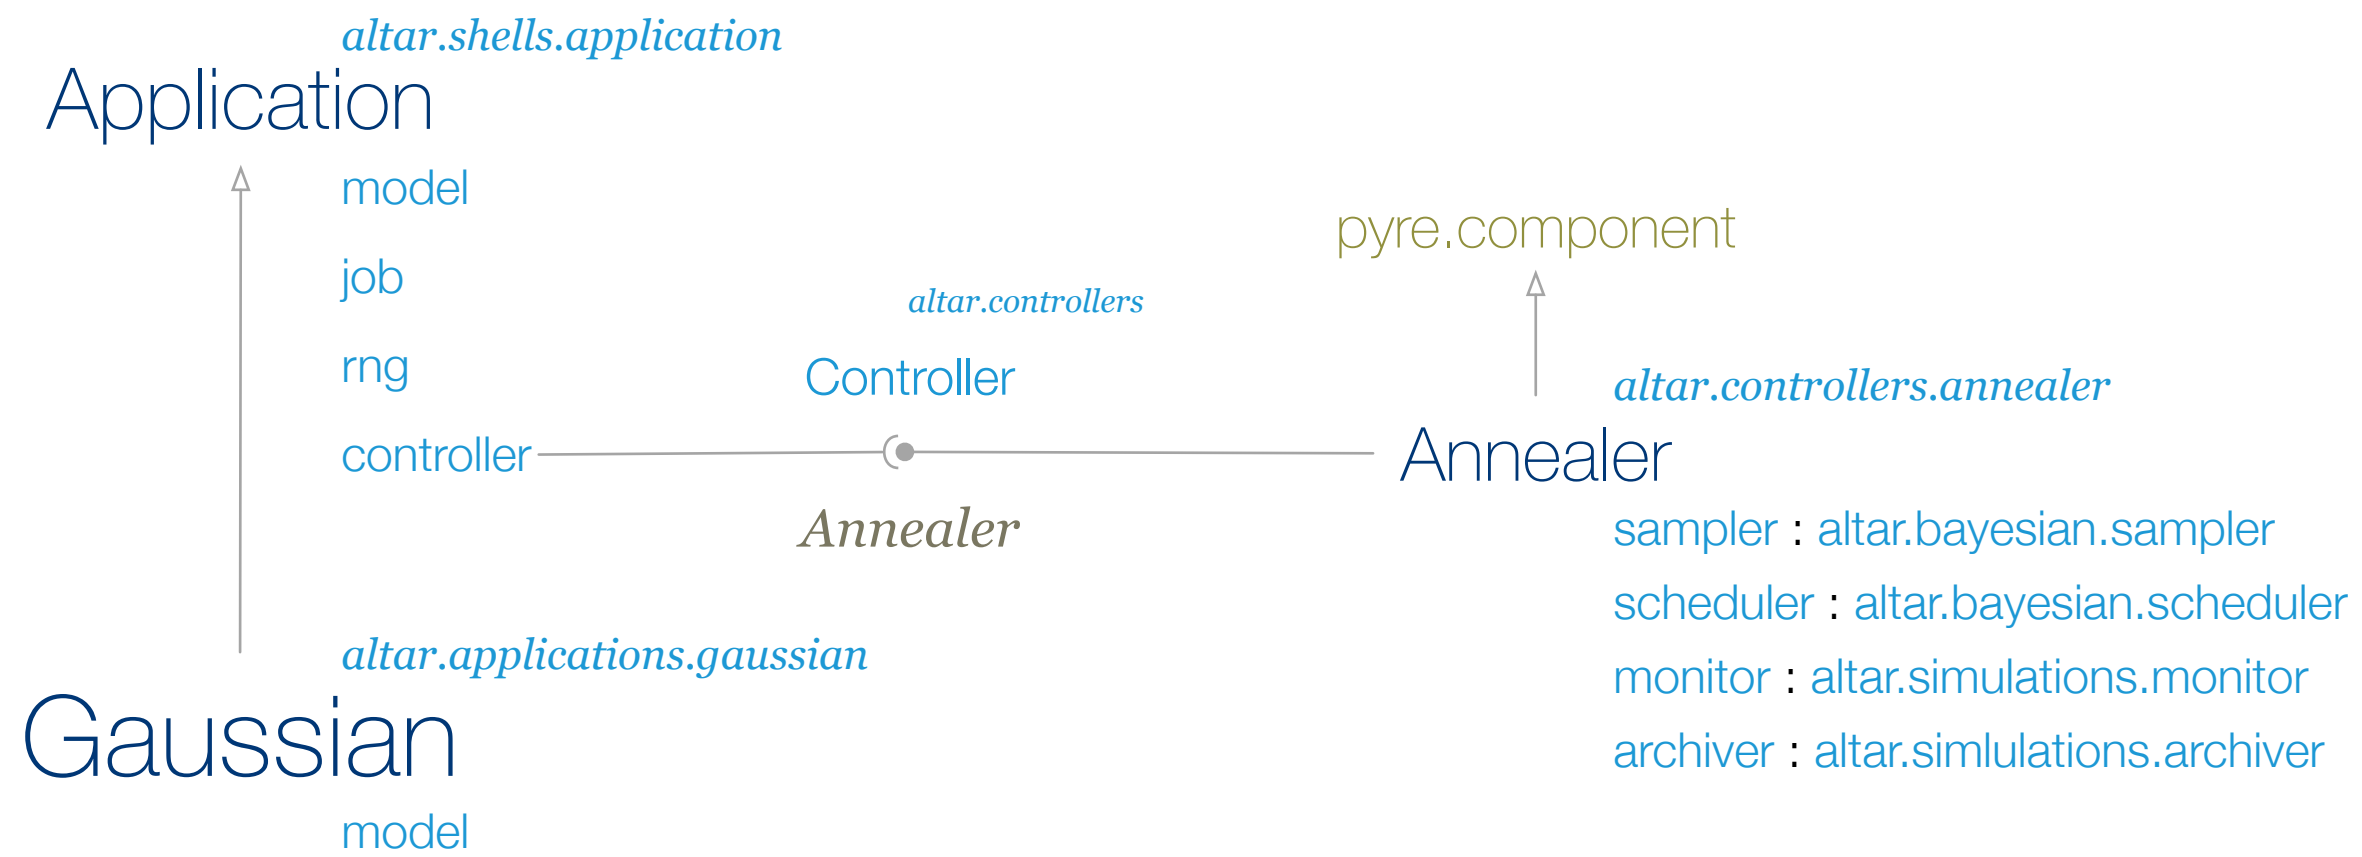 altar.shells.application
Application
model
job
rng
controller
altar.controllers
Controller
Annealer
pyre.component
altar.controllers.annealer
Annealer
sampler : altar.bayesian.sampler
scheduler : altar.bayesian.scheduler
monitor : altar.simulations.monitor
archiver : altar.simlulations.archiver
altar.applications.gaussian
Gaussian
model